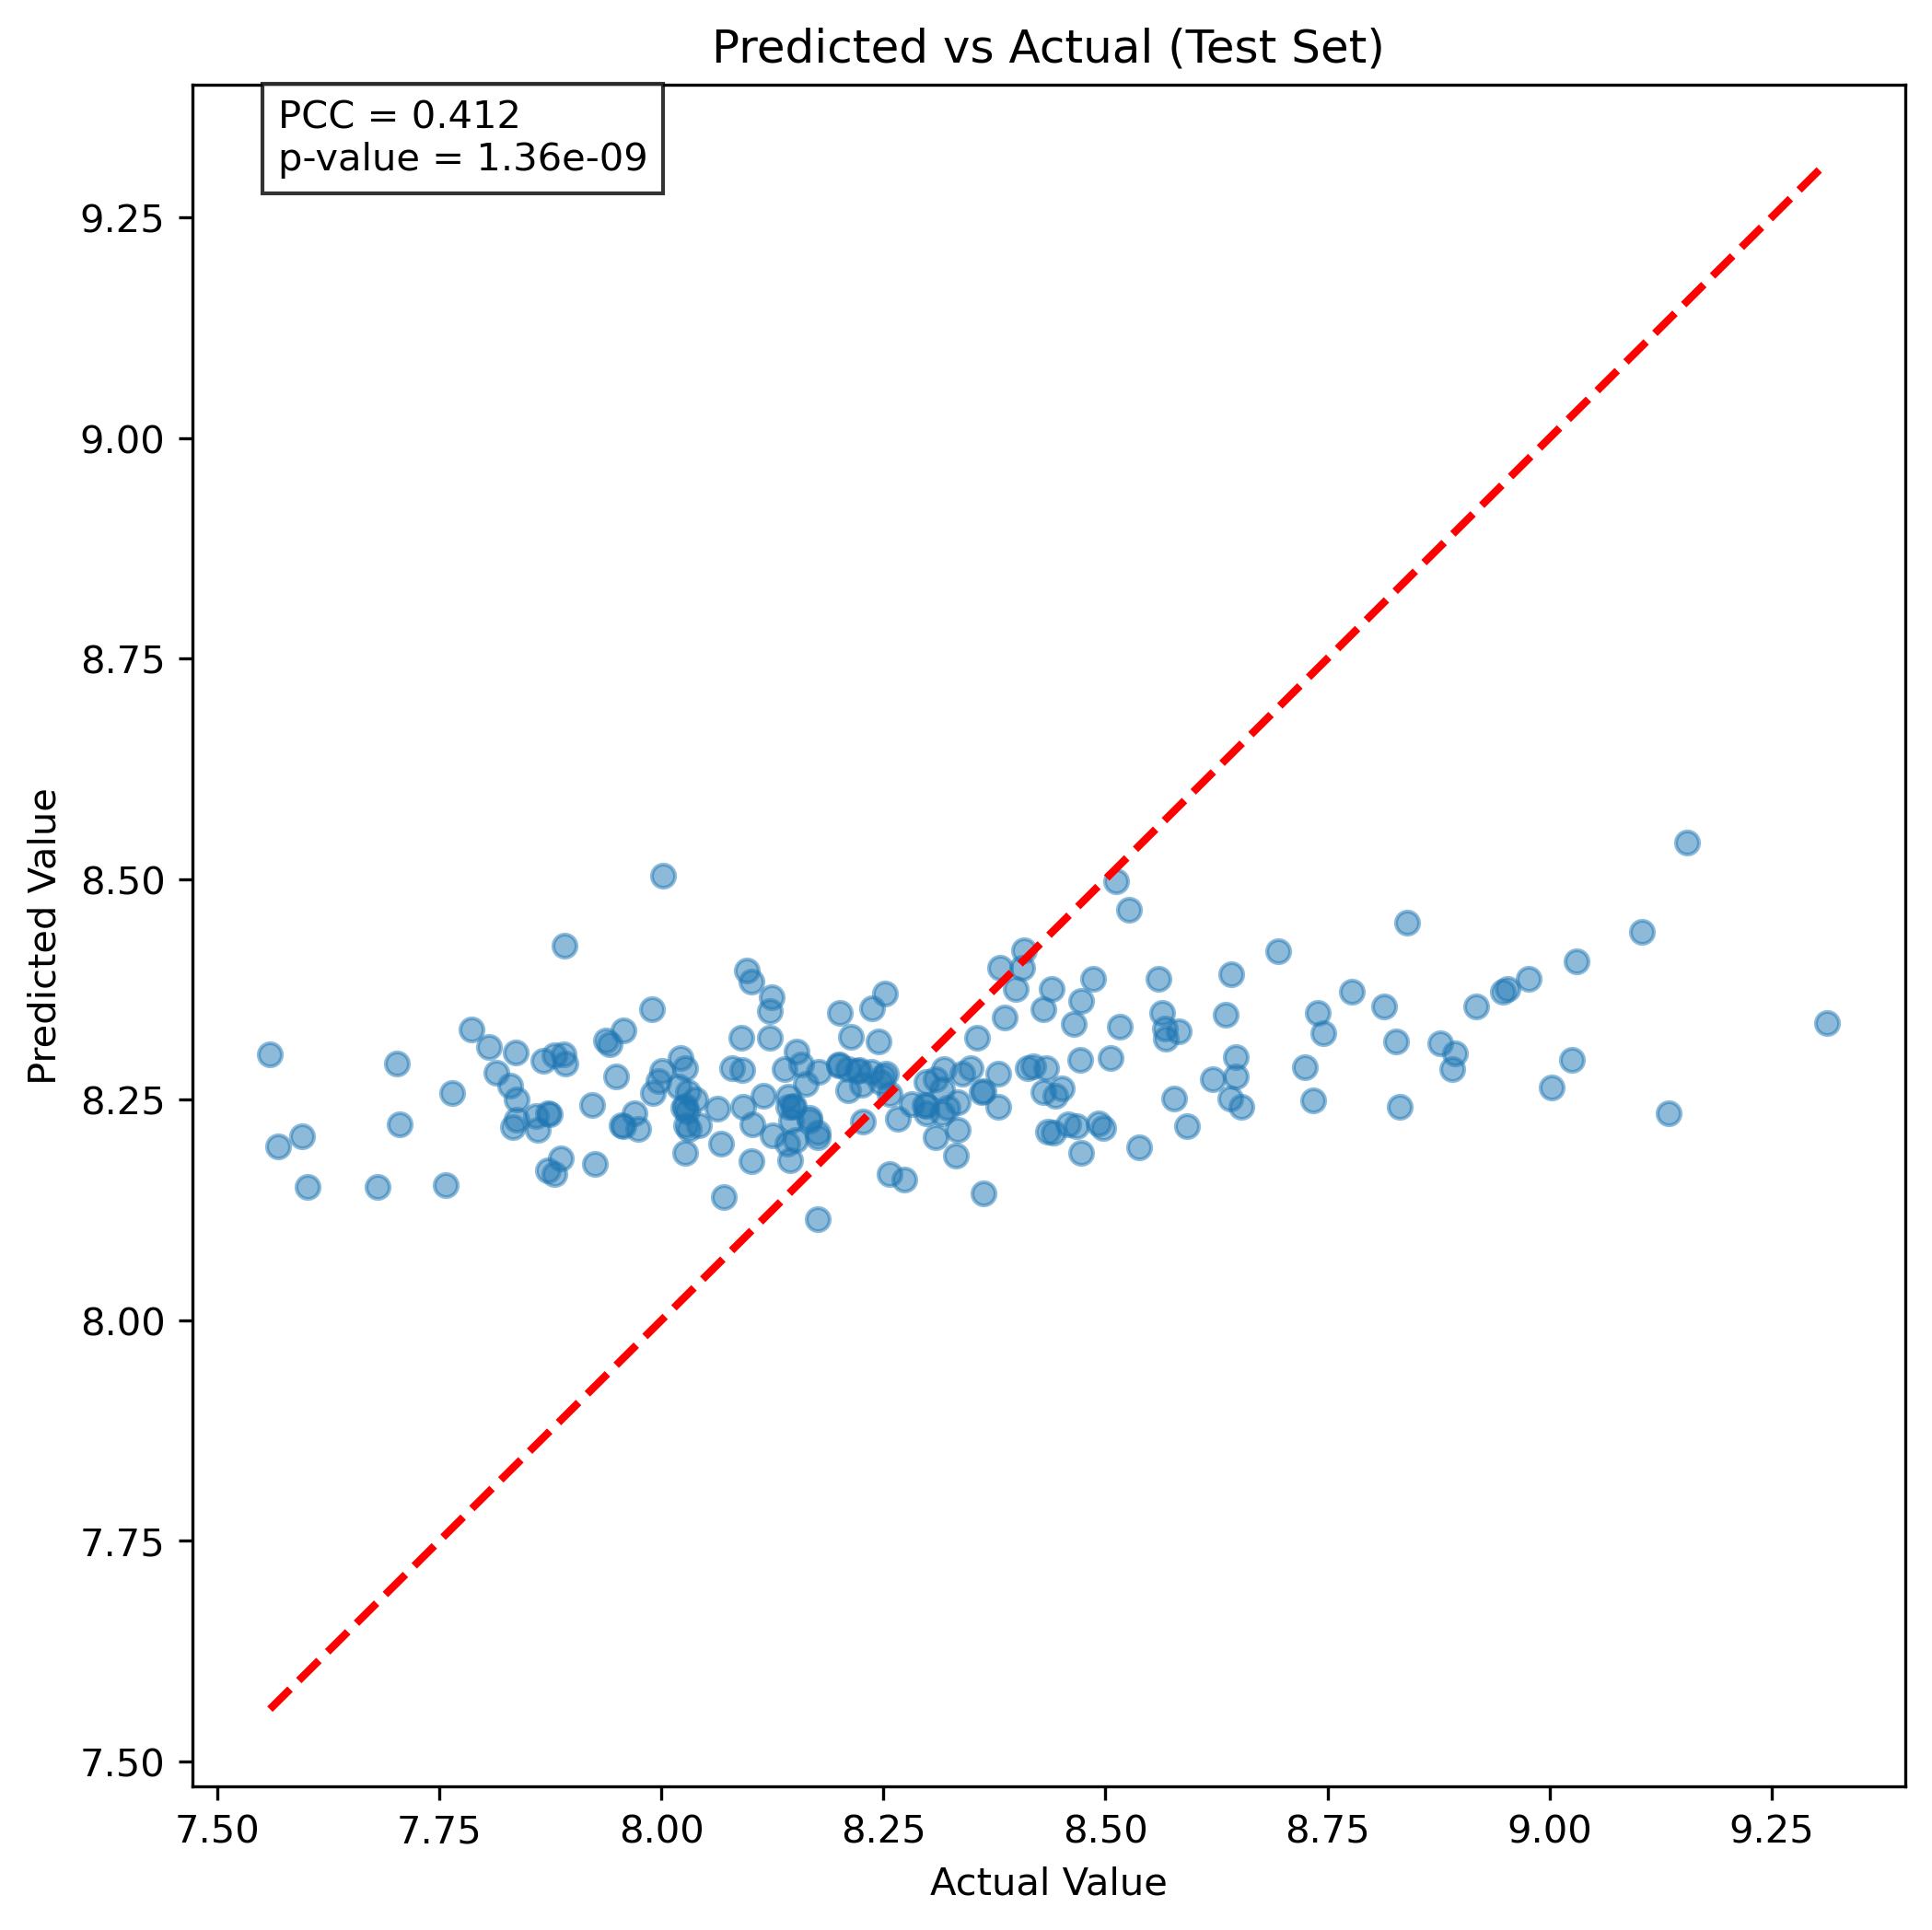 Predicted vs Actual (Test Set)
PCC = 0.412
p-value = 1.36e-09
Predicted Value
9.25
9.00
8.75
8.50
8.25
8.00
7.75
7.50
7.50 7.75 8.00 8.25 8.50 8.75 9.00 9.25
Actual Value